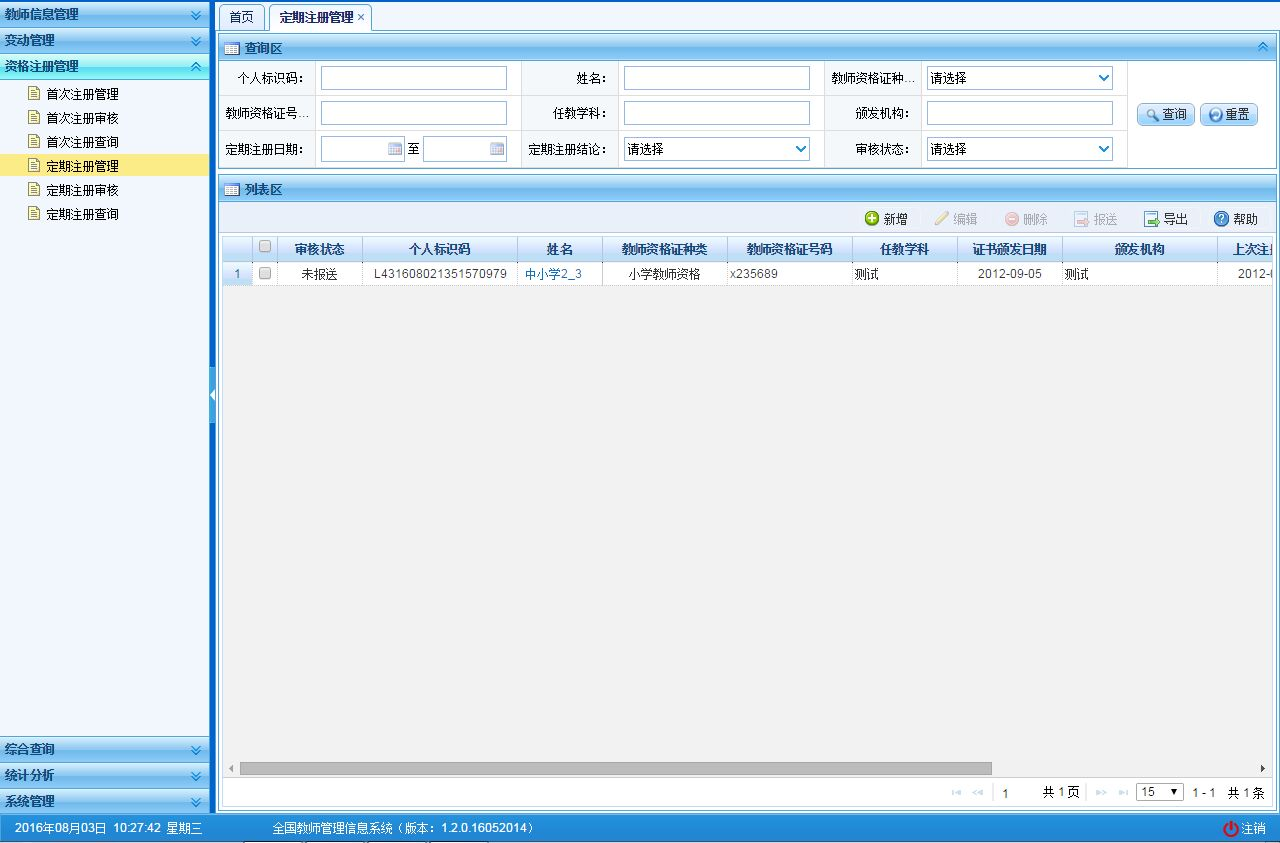 教师信息管理
变动管理
资格注册管理
首次注册管理
首次注册审核
首次注册查询
定期注册管理
定期注册审核
定期注册查询
综合查询
统计分析
系统管理
首页 定期注册管理 ×
查询区
个人标识码： 姓名： 教师资格证种... 请选择
教师资格证号... 任教学科： 颁发机构： 查询 重置
定期注册日期： 至 定期注册结论： 请选择 审核状态： 请选择
列表区
新增 编辑 删除 报送 导出 帮助
审核状态 个人标识码 姓名 教师资格证种类 教师资格证号码 任教学科 证书颁发日期 颁发机构 上次注
1 未报送 L431608021351570979 中小学2_3 小学教师资格 x235689 测试 2012-09-05 测试 2012-
1 共 1 页 15 1 - 1 共 1 条
2016年08月03日 10:27:42 星期三 全国教师管理信息系统（版本：1.2.0.16052014） 注销